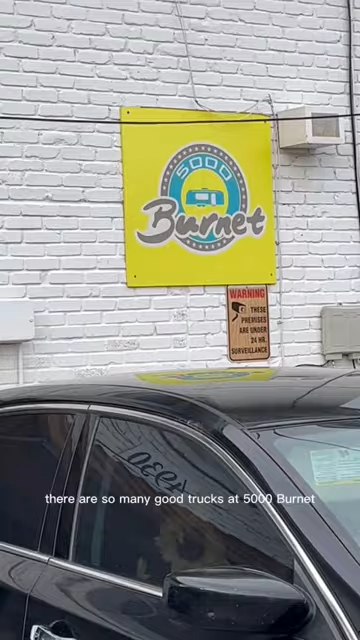 5000
Burnet
WARNING
THESE
PREMISES
ARE UNDER
24 HR.
SURVEILLANCE
there are so many good trucks at 5000 Burnet